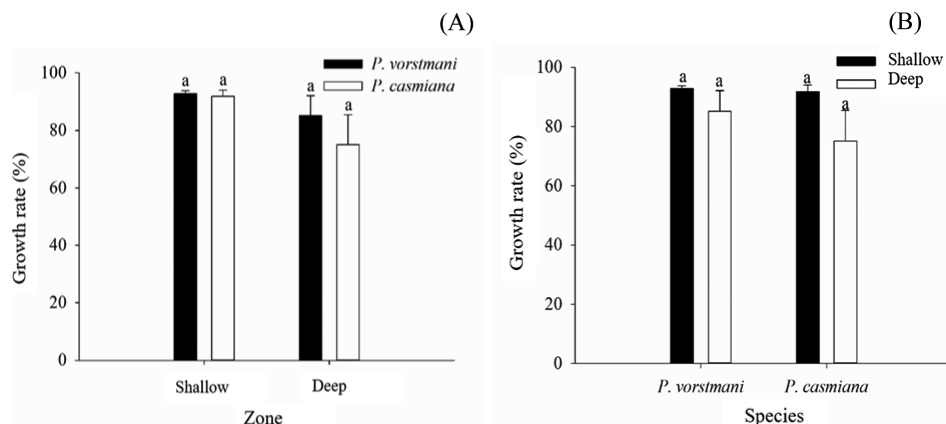 (A)
P. vorstmani
P. casmiana
Growth rate (%)
100
80
60
40
20
0
a
a
a
a
Shallow
Deep
Zone
(B)
Shallow
Deep
Growth rate (%)
100
80
60
40
20
0
a
a
a
a
P. vorstmani
P. casmiana
Species